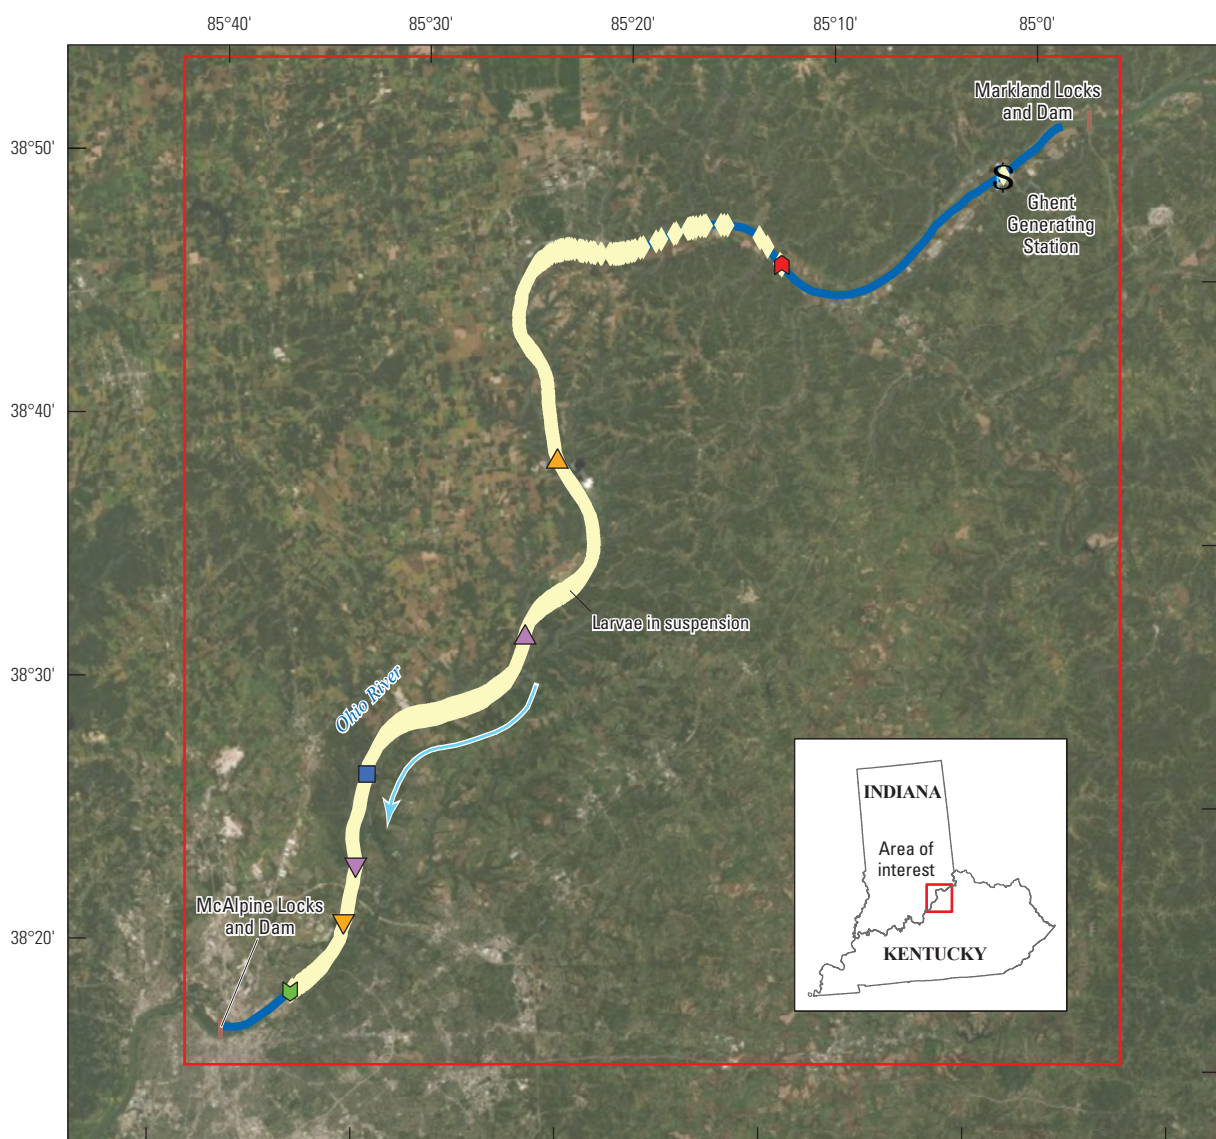 85°40'
85°30'
85°20'
85°10'
85°0'
Markland Locks
and Dam
38°50'
S
Ghent
Generating
Station
38°40'
Larvae in suspension
38°30'
Ohio River
INDIANA
Area of
interest
McAlpine Locks
and Dam
38°20'
KENTUCKY